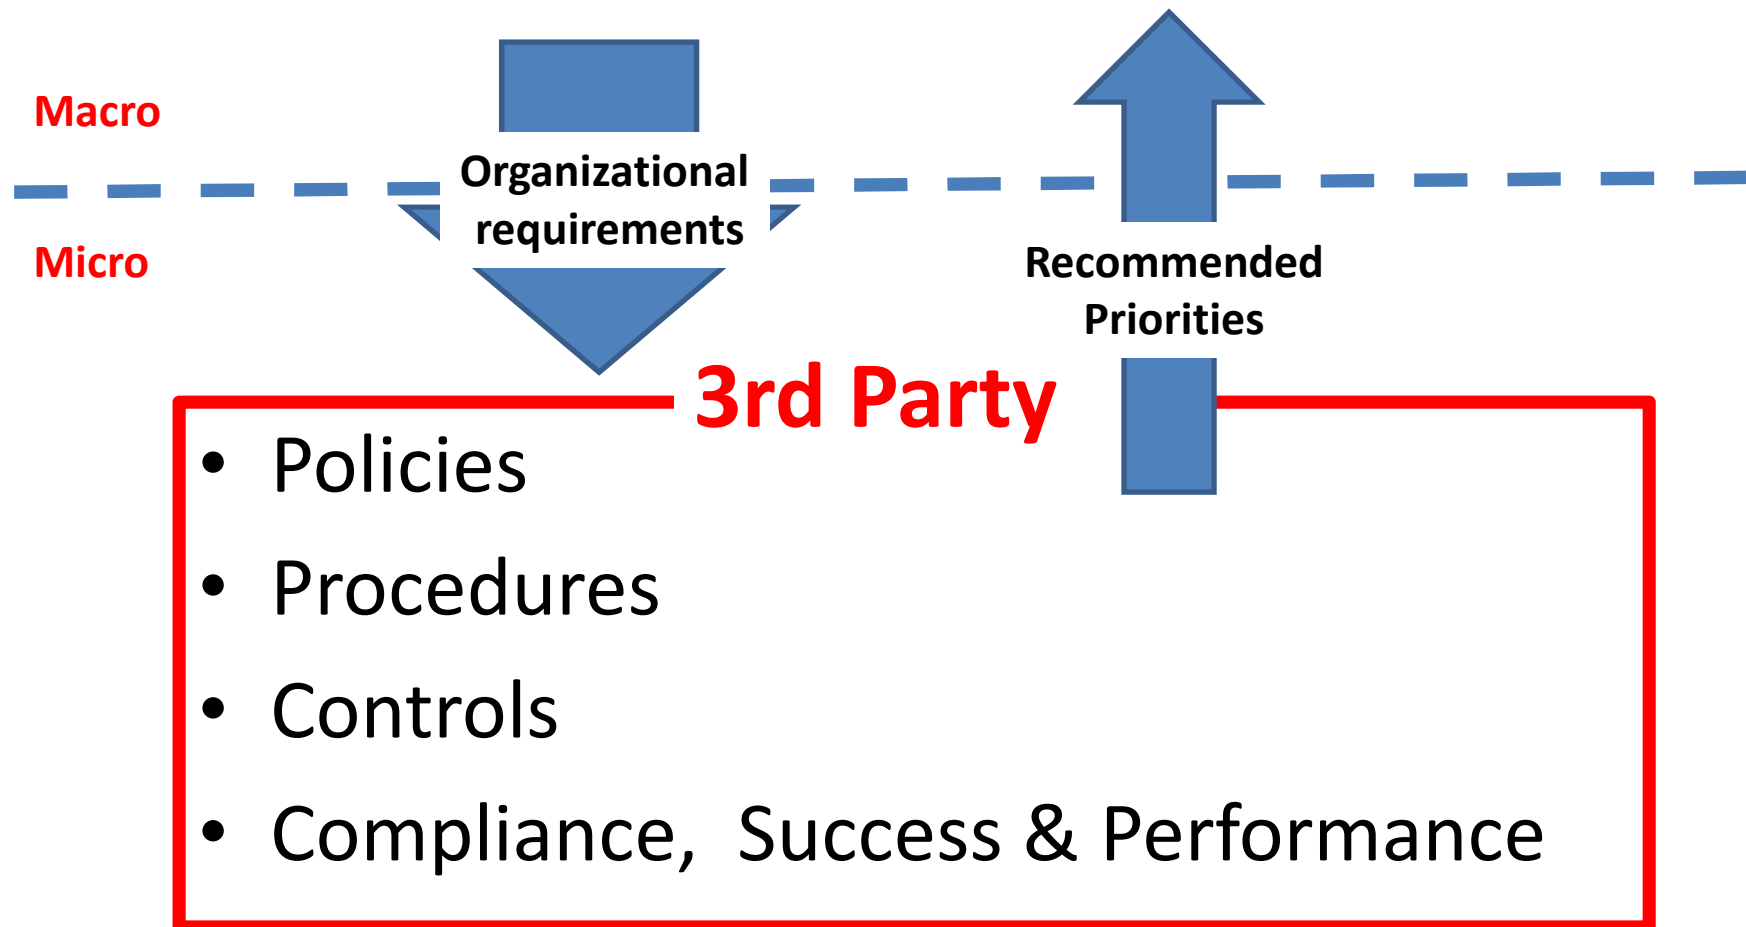 Macro
Organizational
requirements
Micro
Recommended
Priorities
3rd Party
• Policies
• Procedures
• Controls
• Compliance, Success & Performance